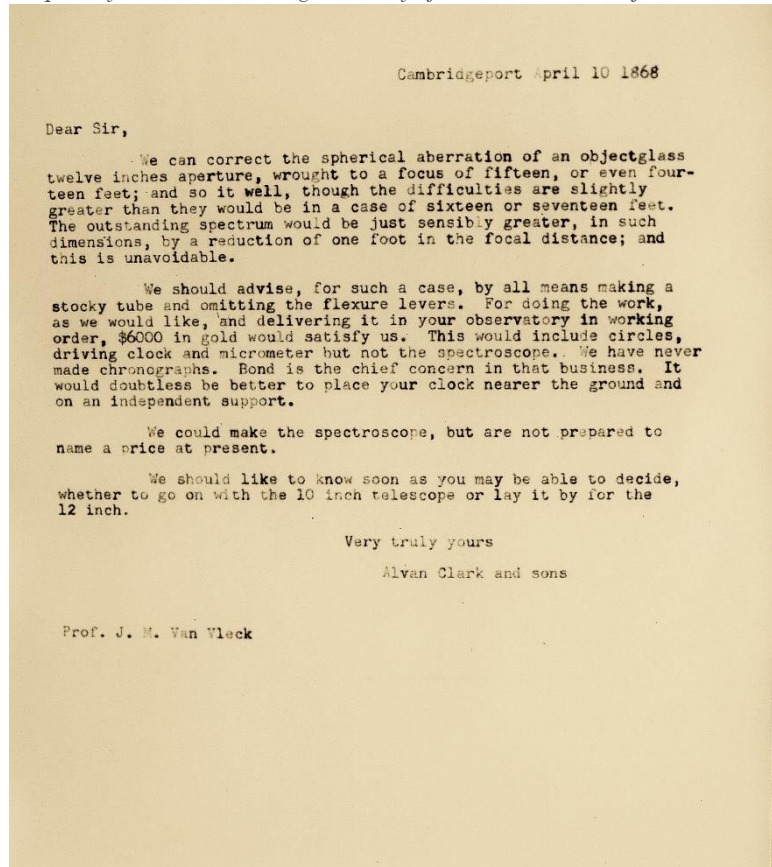 Cambridgeport April 10 1868
Dear Sir,
We can correct the spherical aberration of an objectglass
twelve inches aperture, wrought to a focus of fifteen, or even four-
teen feet; and so it well, though the difficulties are slightly
greater than they would be in a case of sixteen or seventeen feet.
The outstanding spectrum would be just sensibly greater, in such
dimensions, by a reduction of one foot in the focal distance; and
this is unavoidable.
We should advise, for such a case, by all means making a
stocky tube and omitting the flexure levers. For doing the work,
as we would like, and delivering it in your observatory in working
order, $6000 in gold would satisfy us. This would include circles,
driving clock and micrometer but not the spectroscope. We have never
made chronographs. Bond is the chief concern in that business. It
would doubtless be better to place your clock nearer the ground and
on an independent support.
We could make the spectroscope, but are not prepared to
name a price at present.
We should like to know soon as you may be able to decide,
whether to go on with the 10 inch telescope or lay it by for the
12 inch.
Very truly yours
Alvan Clark and sons
Prof. J. M. Van Vleck